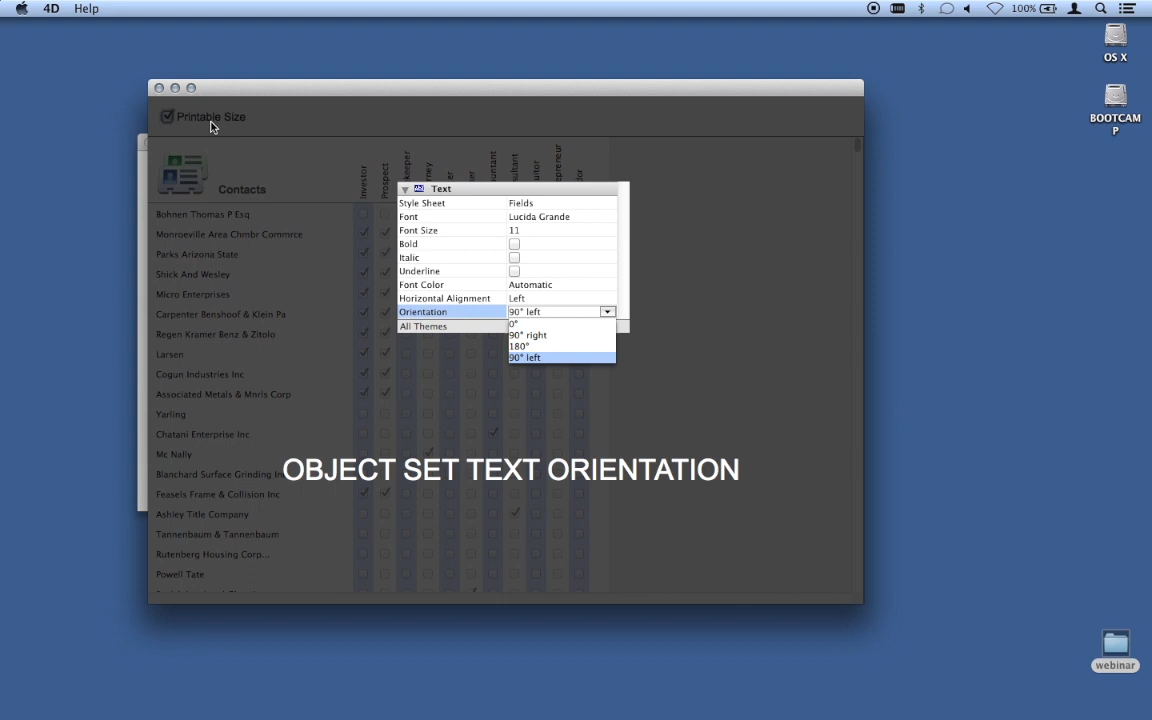 4D Help
100%
OS X
BOOTCAM
P
Printable Size
Contacts
Investor
Prospect
Text
Style Sheet Fields
Font Lucida Grande
Font Size 11
Bold
Italic
Underline
Font Color Automatic
Horizontal Alignment Left
Orientation 90° left
All Themes
0°
90° right
180°
90° left
Bohnen Thomas P Esq
Monroeville Area Chmbr Commrce
Parks Arizona State
Shick And Wesley
Micro Enterprises
Carpenter Benshoof & Klein Pa
Regen Kramer Benz & Zitolo
Larsen
Cogun Industries Inc
Associated Metals & Mnrls Corp
Yarling
Chatani Enterprise Inc
Mc Nally
Blanchard Surface Grinding
OBJECT SET TEXT ORIENTATION
Feasels Frame & Collision Inc
Ashley Title Company
Tannenbaum & Tannenbaum
Rutenberg Housing Corp...
Powell Tate
webinar